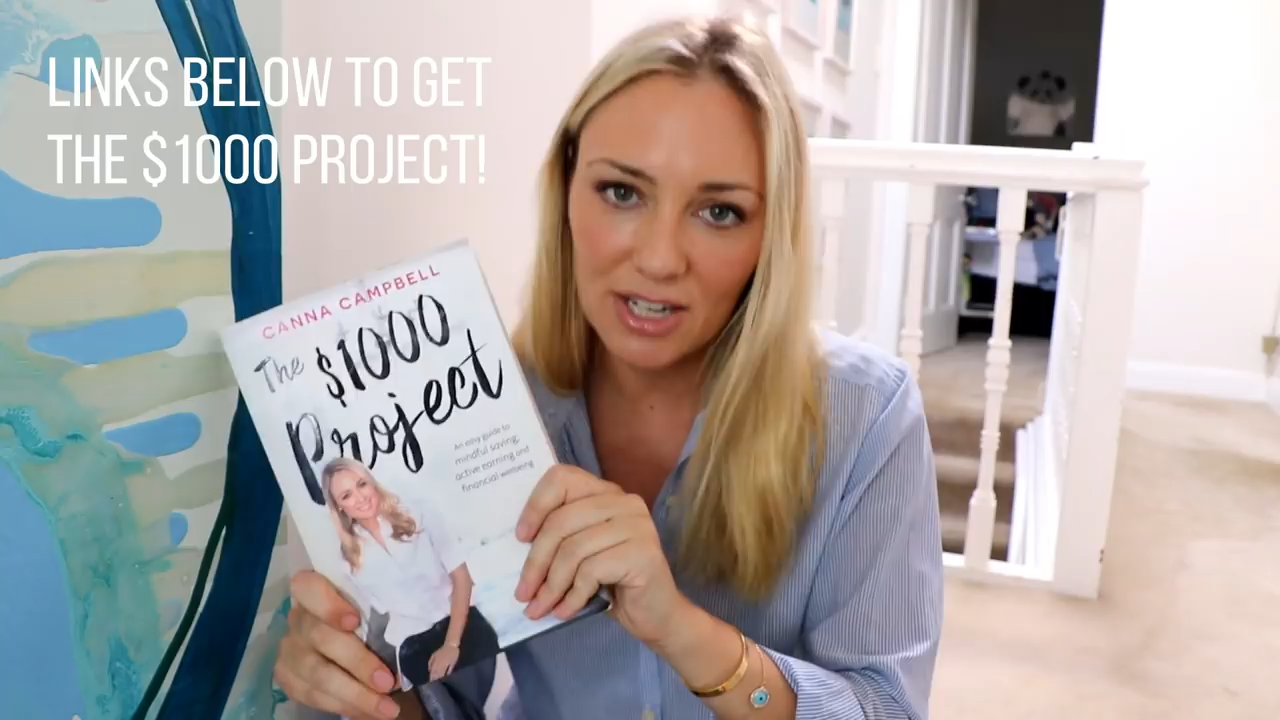 LINKS BELOW TO GET
THE $1000 PROJECT!
CANNA CAMPBELL
The $1000
Project
An easy guide to
mindful saving,
active earning and
financial wellbeing